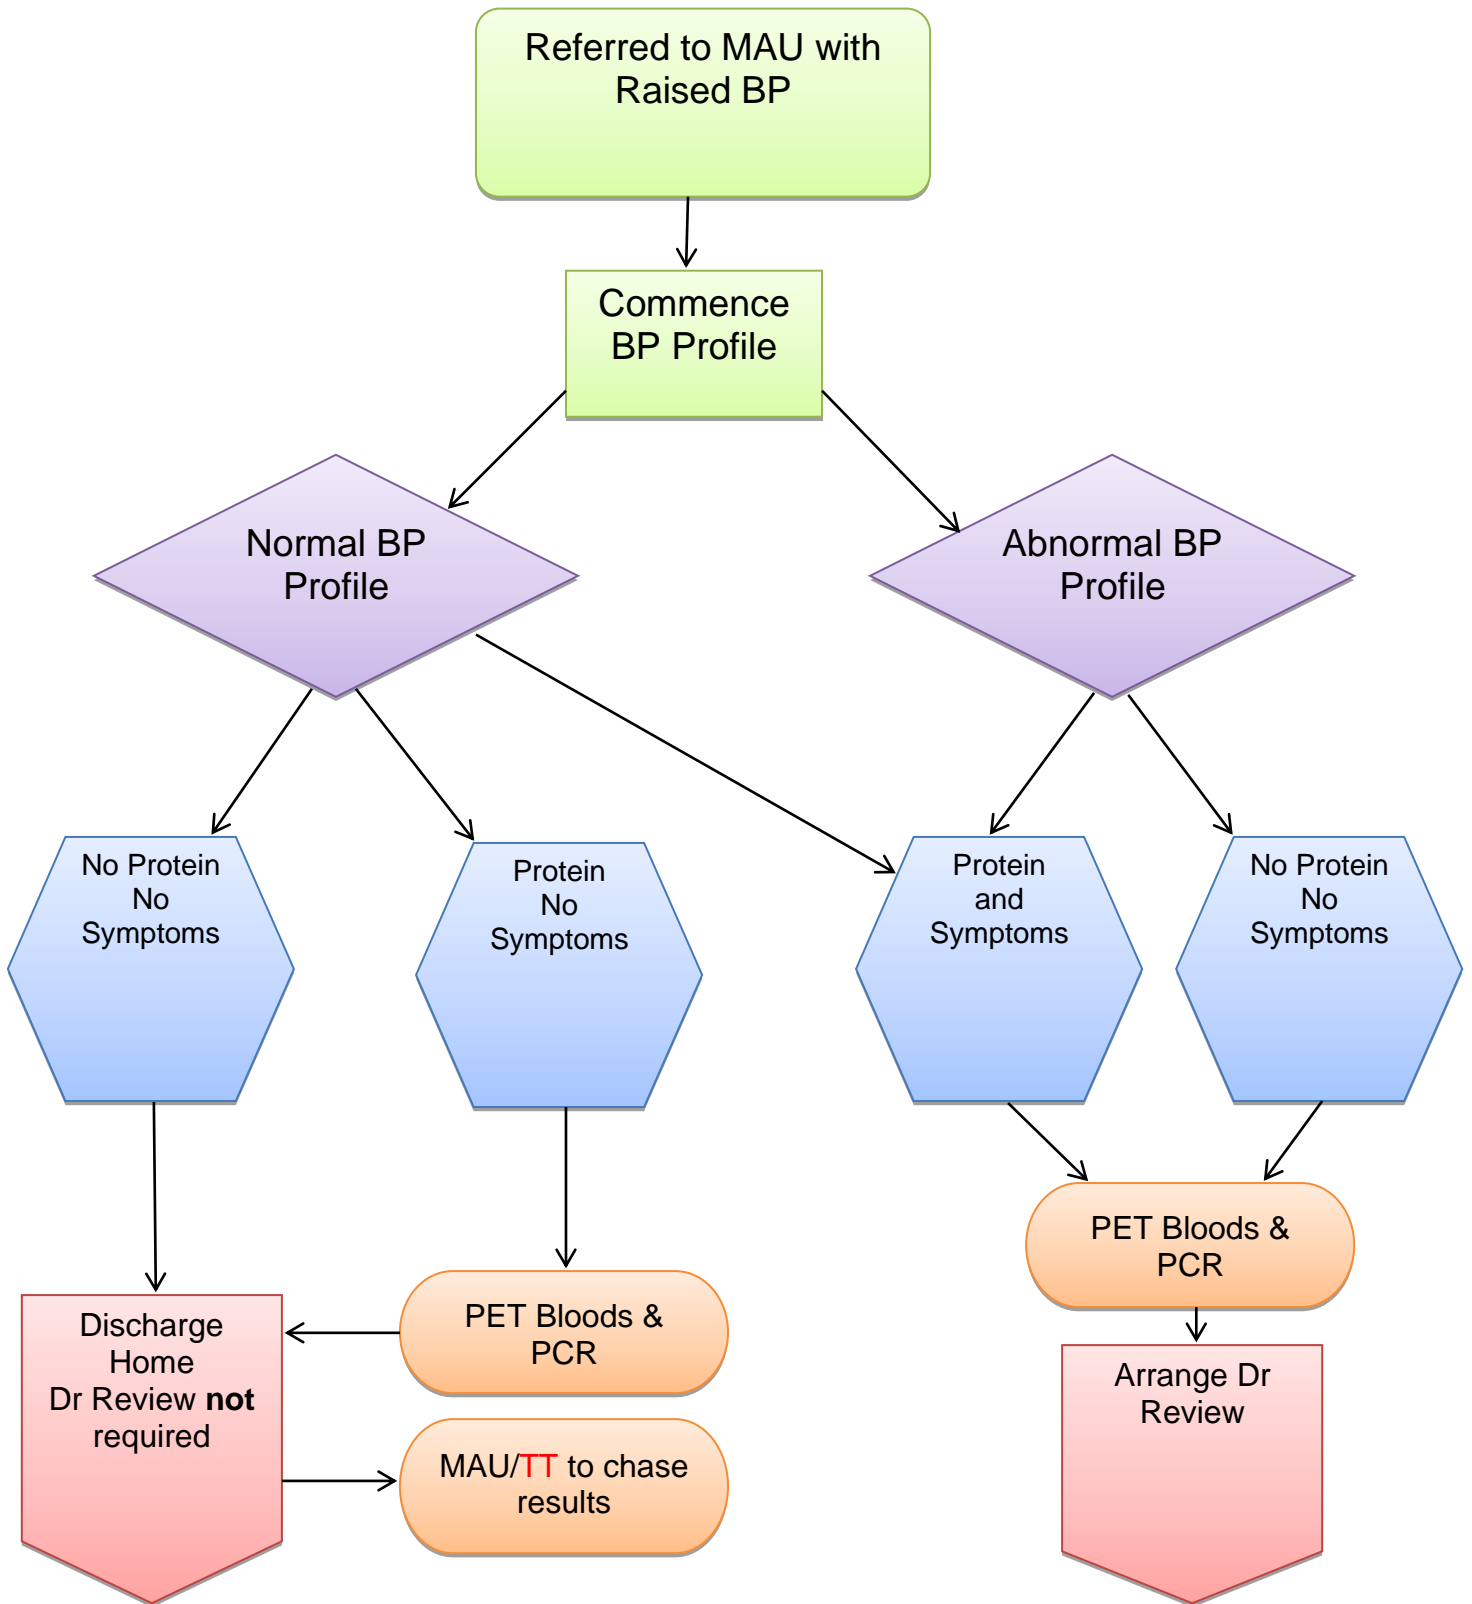 Referred to MAU with
Raised BP
Commence
BP Profile
Normal BP
Profile
Abnormal BP
Profile
No Protein
No
Symptoms
Protein
No
Symptoms
Protein
and
Symptoms
No Protein
No
Symptoms
PET Bloods &
PCR
Discharge
Home
Dr Review not
required
PET Bloods &
PCR
MAU/TT to chase
results
Arrange Dr
Review